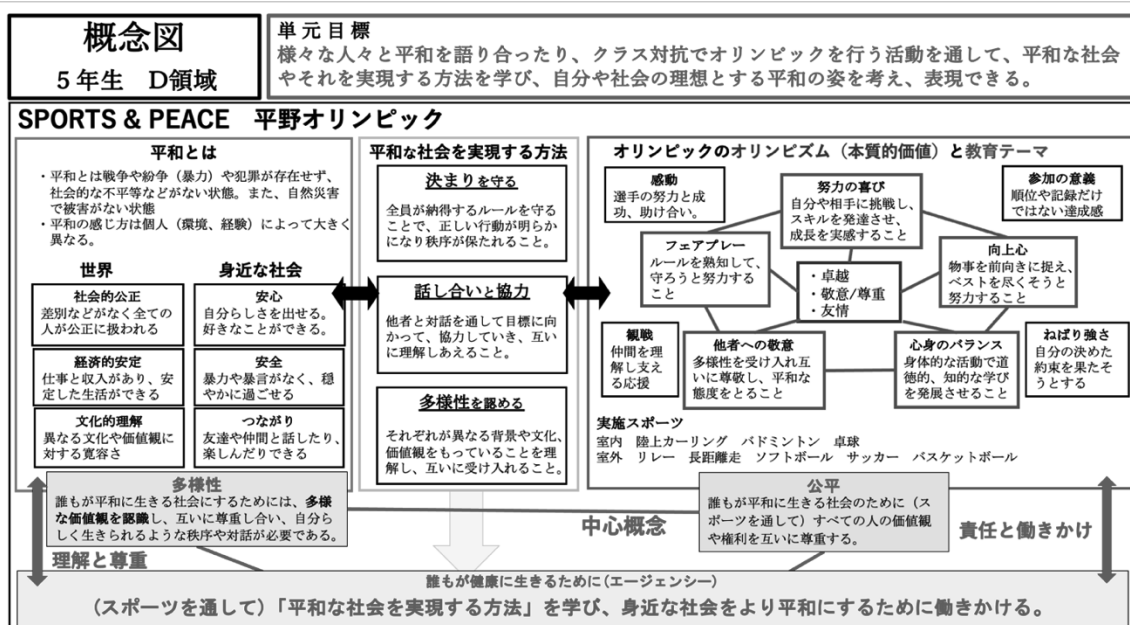 概念図
5年生　D領域
単元目標
様々な人々と平和を語り合ったり、クラス対抗でオリンピックを行う活動を通して、平和な社会
やそれを実現する方法を学び、自分や社会の理想とする平和の姿を考え、表現できる。
SPORTS & PEACE　平野オリンピック
平和とは
・平和とは戦争や紛争（暴力）や犯罪が存在せず、
社会的な不平等などがない状態。また、自然災害
で被害がない状態
・平和の感じ方は個人（環境、経験）によって大きく
異なる。
世界
社会的公正
差別などがなく全ての
人が公正に扱われる
経済的安定
仕事と収入があり、安
定した生活ができる
文化的理解
異なる文化や価値観に
対する寛容さ
身近な社会
安心
自分らしさを出せる。
好きなことができる。
安全
暴力や暴言がなく、穏
やかに過ごせる
つながり
友達や仲間と話したり、
楽しんだりできる
平和な社会を実現する方法
決まりを守る
全員が納得するルールを守る
ことで、正しい行動が明らか
になり秩序が保たれること。
話し合いと協力
他者と対話を通して目標に向
かって、協力していき、互い
に理解しあえること。
多様性を認める
それぞれが異なる背景や文化、
価値観をもっていることを理
解し、互いに受け入れること。
オリンピックのオリンピズム（本質的価値）と教育テーマ
感動
選手の努力と成
功、助け合い。
努力の喜び
自分や相手に挑戦し、
スキルを発達させ、
成長を実感すること
参加の意義
順位や記録だけ
ではない達成感
フェアプレー
ルールを熟知して、
守ろうと努力する
こと
・卓越
・敬意/尊重
・友情
向上心
物事を前向きに捉え、
ベストを尽くそうと
努力すること
観戦
仲間を理
解し支え
る応援
他者への敬意
多様性を受け入れ互
いに尊敬し、平和な
態度をとること
心身のバランス
身体的な活動で道
徳的、知的な学び
を発展させること
ねばり強さ
自分の決めた
約束を果たそ
うとする
実施スポーツ
室内　陸上カーリング　バドミントン　卓球
室外　リレー　長距離走　ソフトボール　サッカー　バスケットボール
多様性
誰もが平和に生きる社会にするためには、多様
な価値観を認識し、互いに尊重し合い、自分ら
しく生きられるような秩序や対話が必要である。
中心概念
公平
誰もが平和に生きる社会のために（ス
ポーツを通して）すべての人の価値観
や権利を互いに尊重する。
理解と尊重
責任と働きかけ
誰もが健康に生きるために（エージェンシー）
（スポーツを通して）「平和な社会を実現する方法」を学び、身近な社会をより平和にするために働きかける。